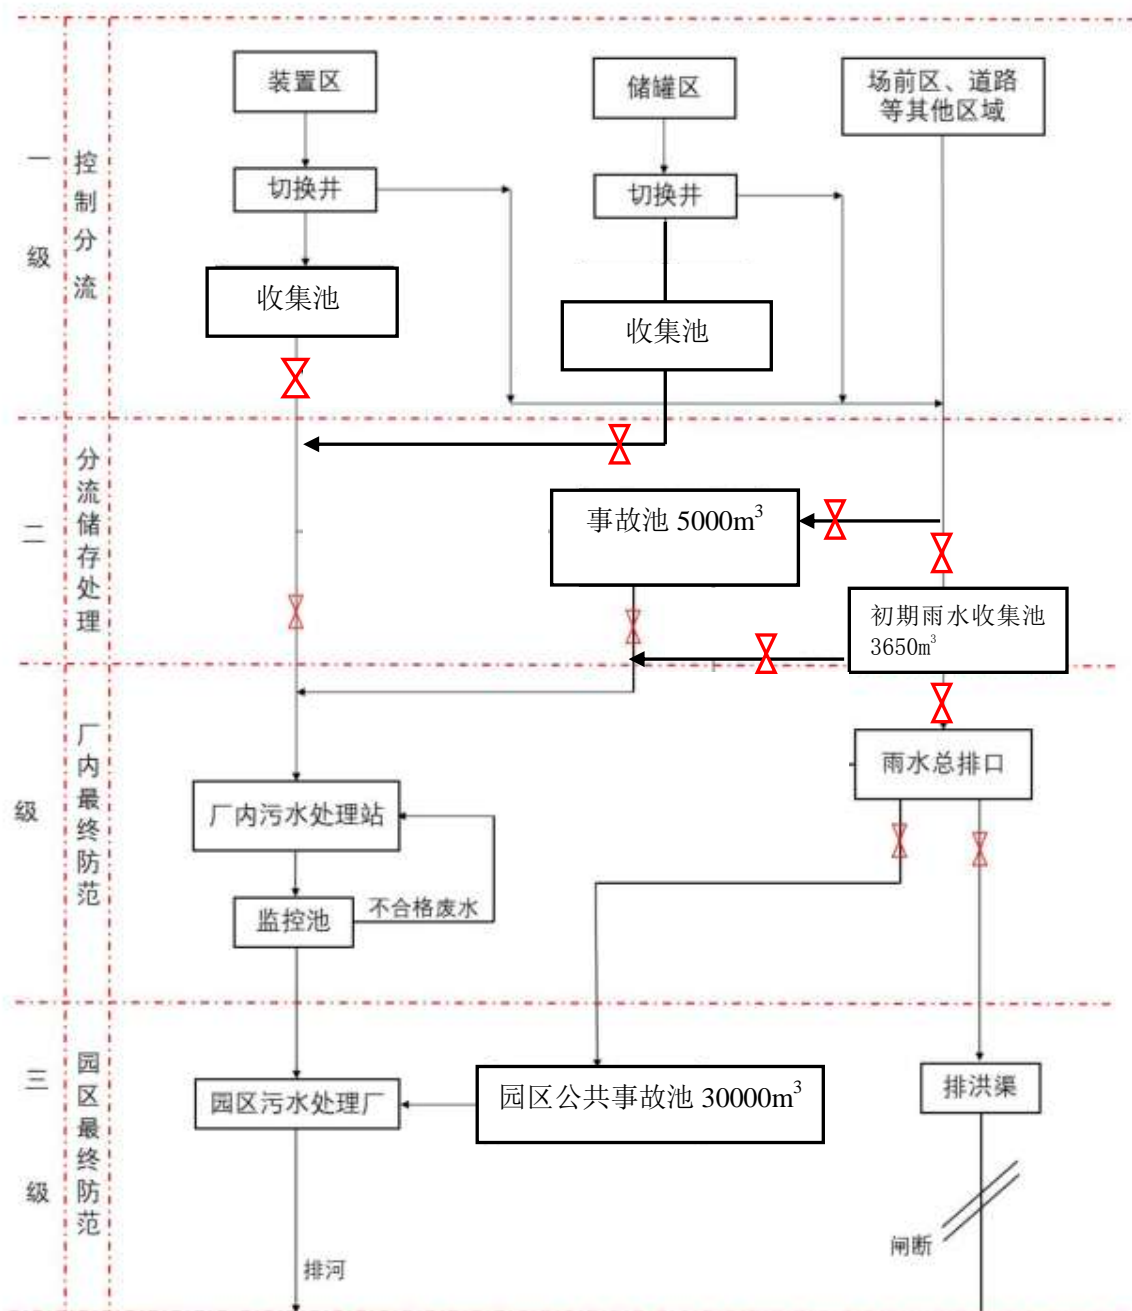 装置区
储罐区
场前区、道路
等其他区域
一级
控制分流
切换井
切换井
收集池
收集池
二级
分流储存处理
事故池 5000m³
初期雨水收集池
3650m³
厂内最终防范
雨水总排口
厂内污水处理站
监控池
不合格废水
三级
园区最终防范
园区污水处理厂
园区公共事故池 30000m³
排洪渠
闸断
排河